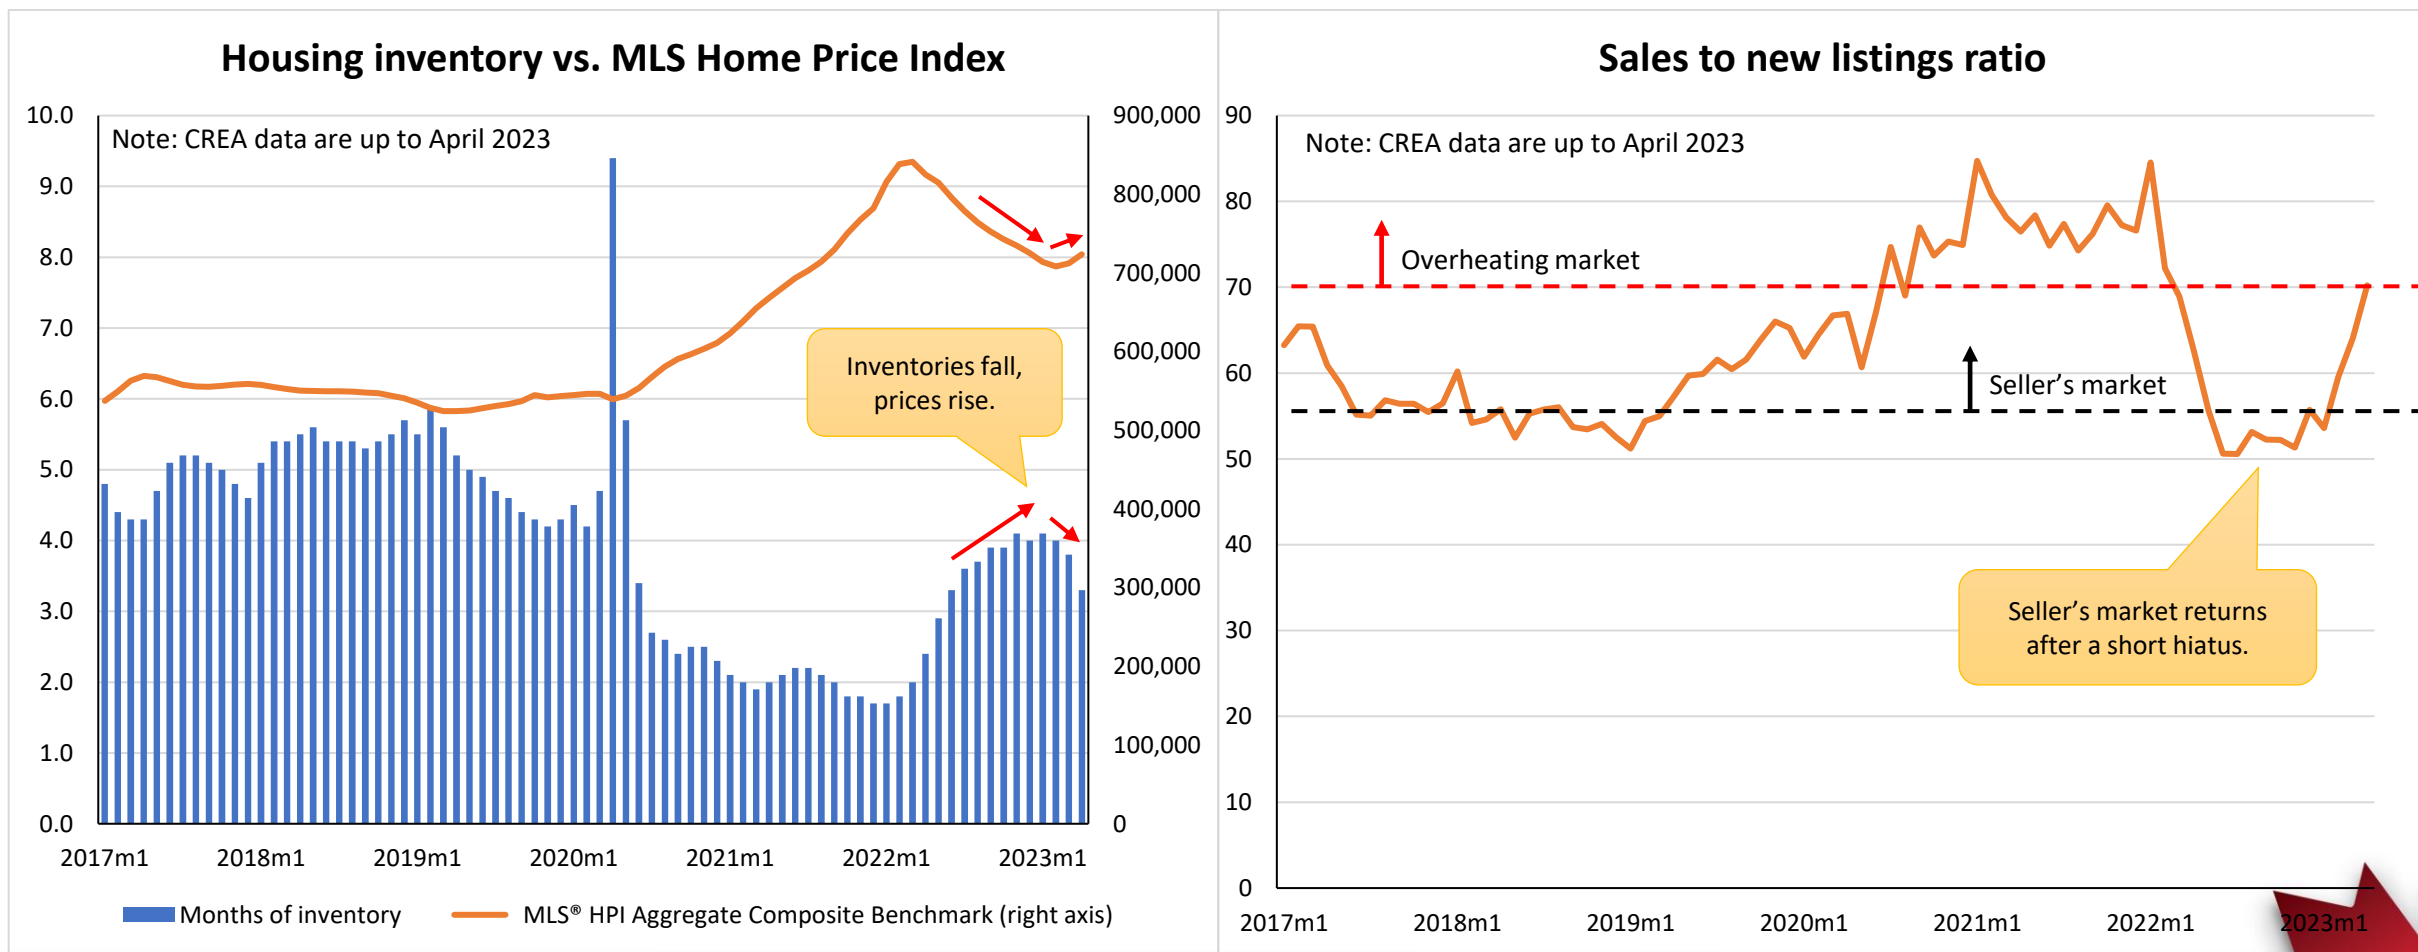 Housing inventory vs. MLS Home Price Index
10.0
9.0
8.0
7.0
6.0
5.0
4.0
3.0
2.0
1.0
0.0
Note: CREA data are up to April 2023
Inventories fall,
prices rise.
900,000
800,000
700,000
600,000
500,000
400,000
300,000
200,000
100,000
0
2017m1 2018m1 2019m1 2020m1 2021m1 2022m1 2023m1
Months of inventory MLS® HPI Aggregate Composite Benchmark (right axis)
Sales to new listings ratio
90
80
70
60
50
40
30
20
10
0
Note: CREA data are up to April 2023
Overheating market
Seller’s market
Seller’s market returns
after a short hiatus.
2017m1 2018m1 2019m1 2020m1 2021m1 2022m1 2023m1